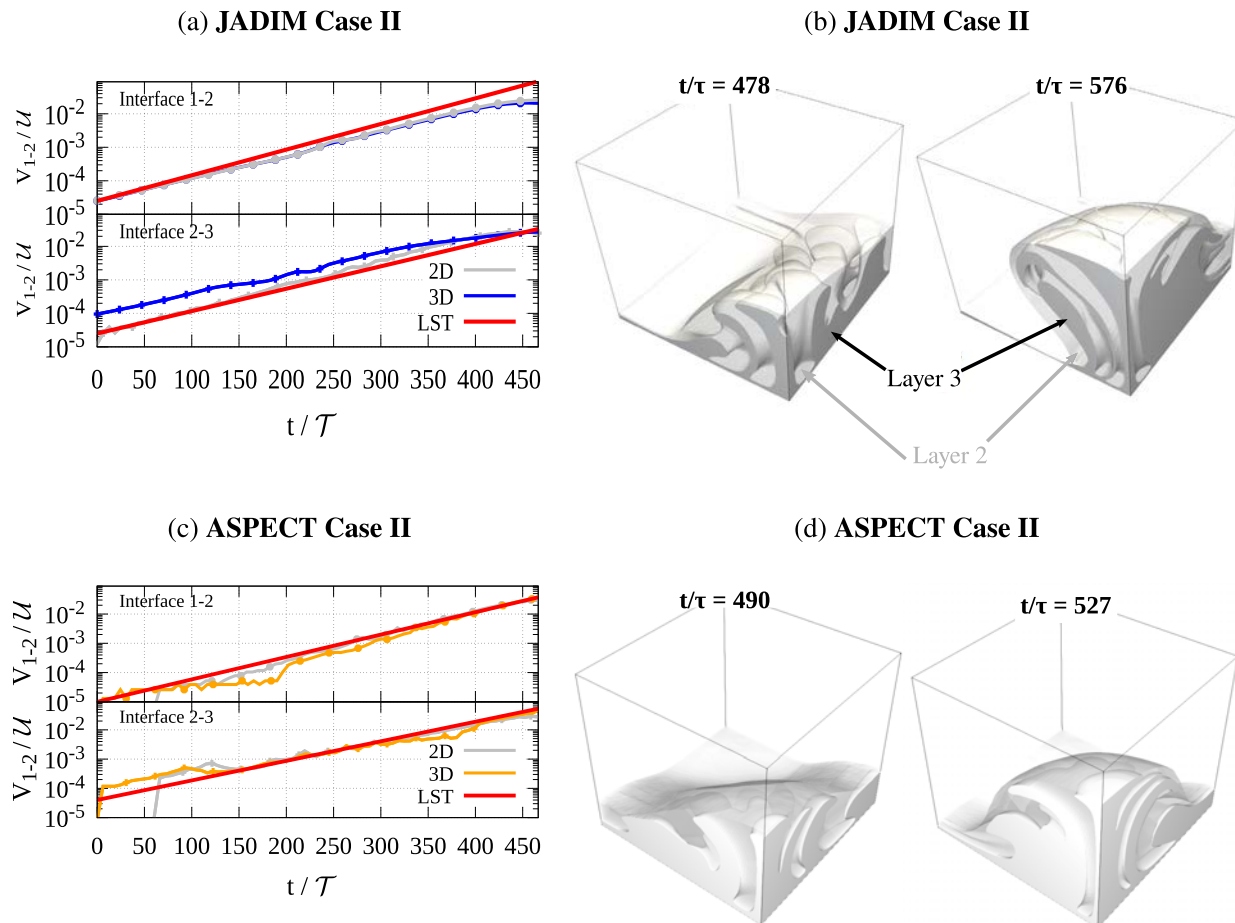 (a) JADIM Case II
(b) JADIM Case II
Interface 1-2
10^-2
10^-3
10^-4
10^-5
v_1-2 / 𝒰
Interface 2-3
10^-2
10^-3
10^-4
10^-5
v_1-2 / 𝒰
2D
3D
LST
0 50 100 150 200 250 300 350 400 450
t / 𝒯
t/τ = 478
t/τ = 576
Layer 3
Layer 2
(c) ASPECT Case II
(d) ASPECT Case II
Interface 1-2
10^-2
10^-3
10^-4
10^-5
V_1-2 / 𝒰
Interface 2-3
10^-2
10^-3
10^-4
10^-5
V_1-2 / 𝒰
2D
3D
LST
0 50 100 150 200 250 300 350 400 450
t / 𝒯
t/τ = 490
t/τ = 527